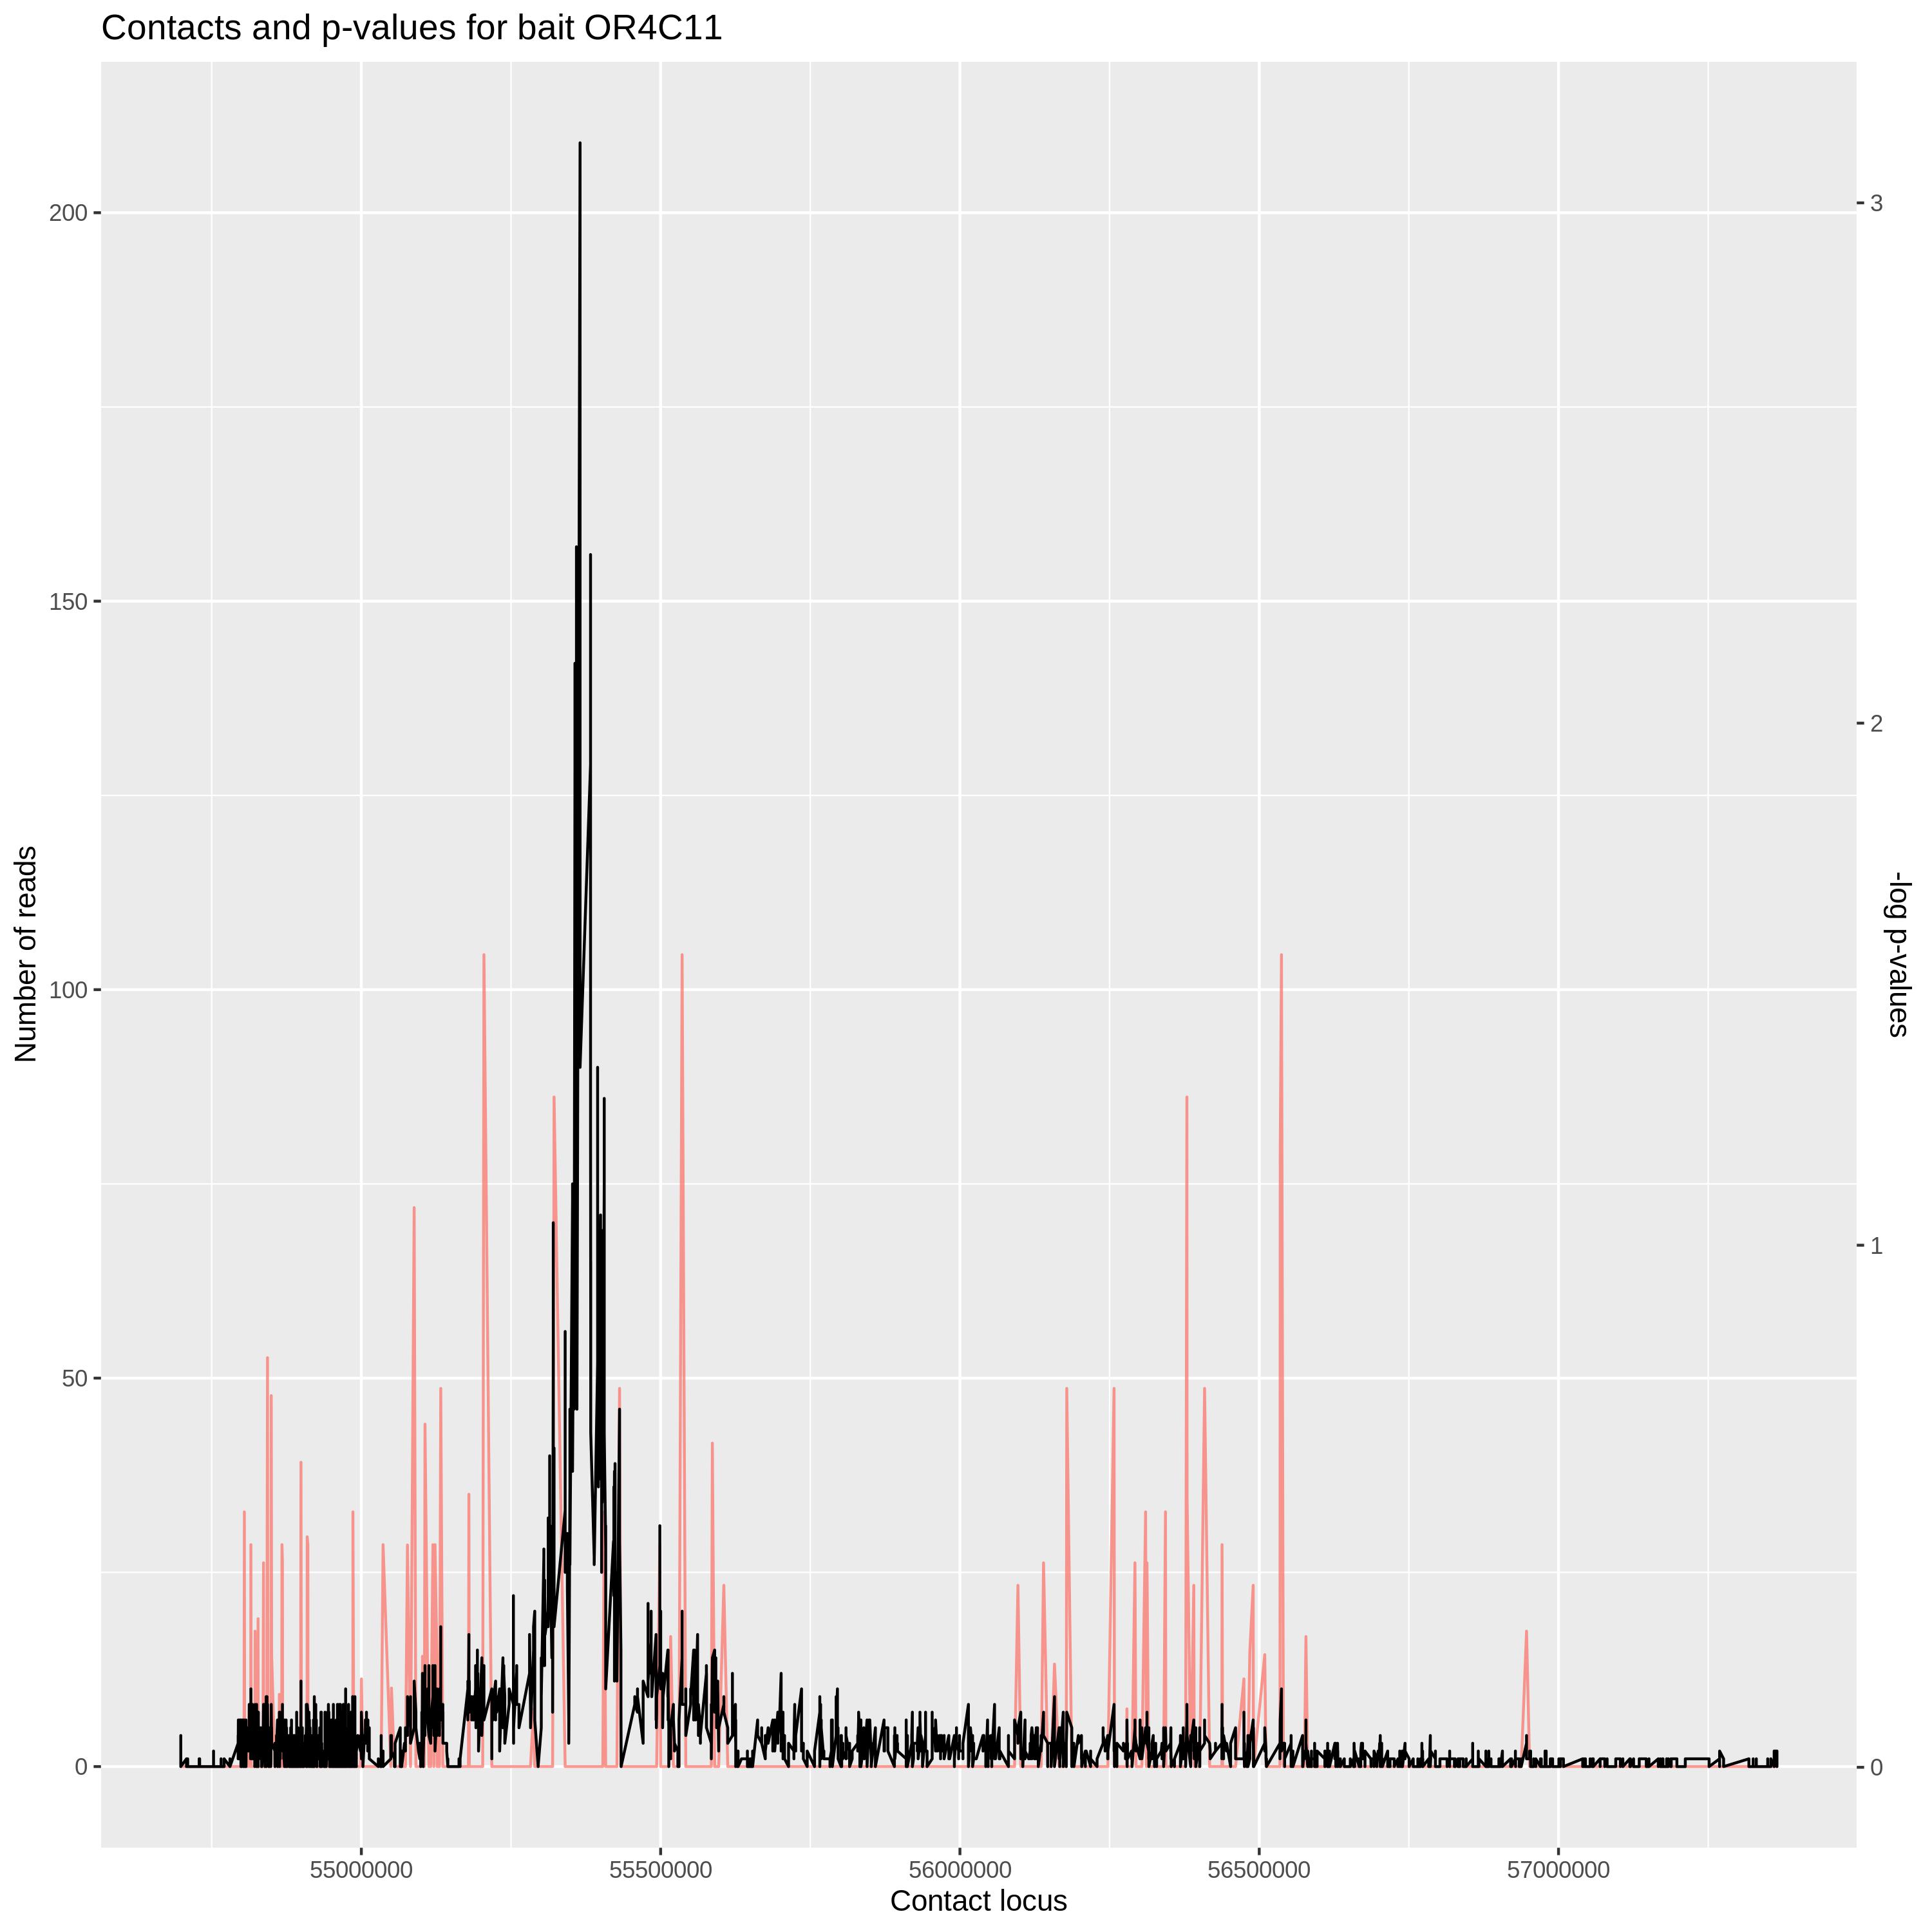 Contacts and p-values for bait OR4C11
200
150
100
50
0
Number of reads
3
2
1
0
-log p-values
55000000 55500000 56000000 56500000 57000000
Contact locus